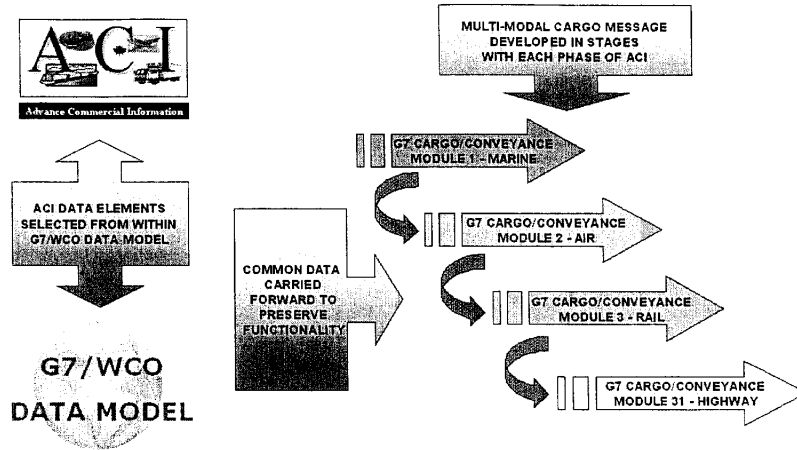 ACI
Advance Commercial Information
ACI DATA ELEMENTS
SELECTED FROM WITHIN
G7/WCO DATA MODEL
G7/WCO
DATA MODEL
MULTI-MODAL CARGO MESSAGE
DEVELOPED IN STAGES
WITH EACH PHASE OF ACI
G7 CARGO/CONVEYANCE
MODULE 1 - MARINE
G7 CARGO/CONVEYANCE
MODULE 2 - AIR
COMMON DATA
CARRIED
FORWARD TO
PRESERVE
FUNCTIONALITY
G7 CARGO/CONVEYANCE
MODULE 3 - RAIL
G7 CARGO/CONVEYANCE
MODULE 31 - HIGHWAY